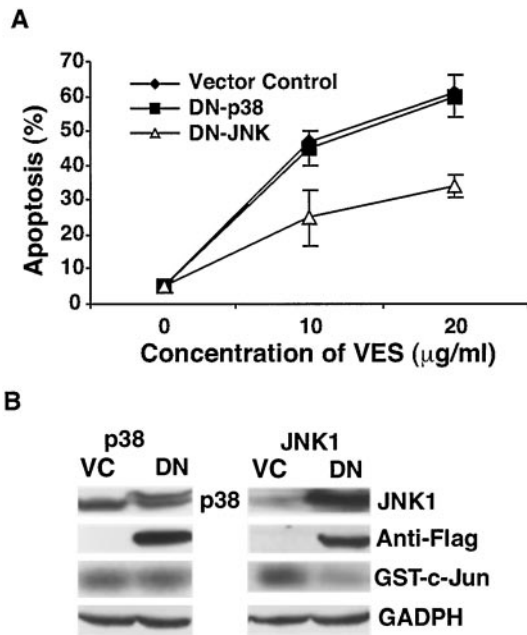 A
Apoptosis (%)
70
60
50
40
30
20
10
0
Vector Control
DN-p38
DN-JNK
0 10 20
Concentration of VES (μg/ml)
B
p38 JNK1
VC DN VC DN
p38 JNK1
Anti-Flag
GST-c-Jun
GADPH